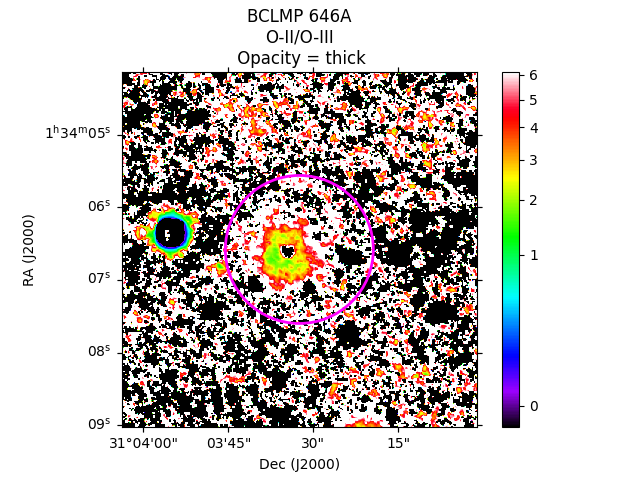 BCLMP 646A
O-II/O-III
Opacity = thick
1ʰ34ᵐ05ˢ
06ˢ
07ˢ
08ˢ
09ˢ
RA (J2000)
31°04'00"
03'45"
30"
15"
Dec (J2000)
6
5
4
3
2
1
0